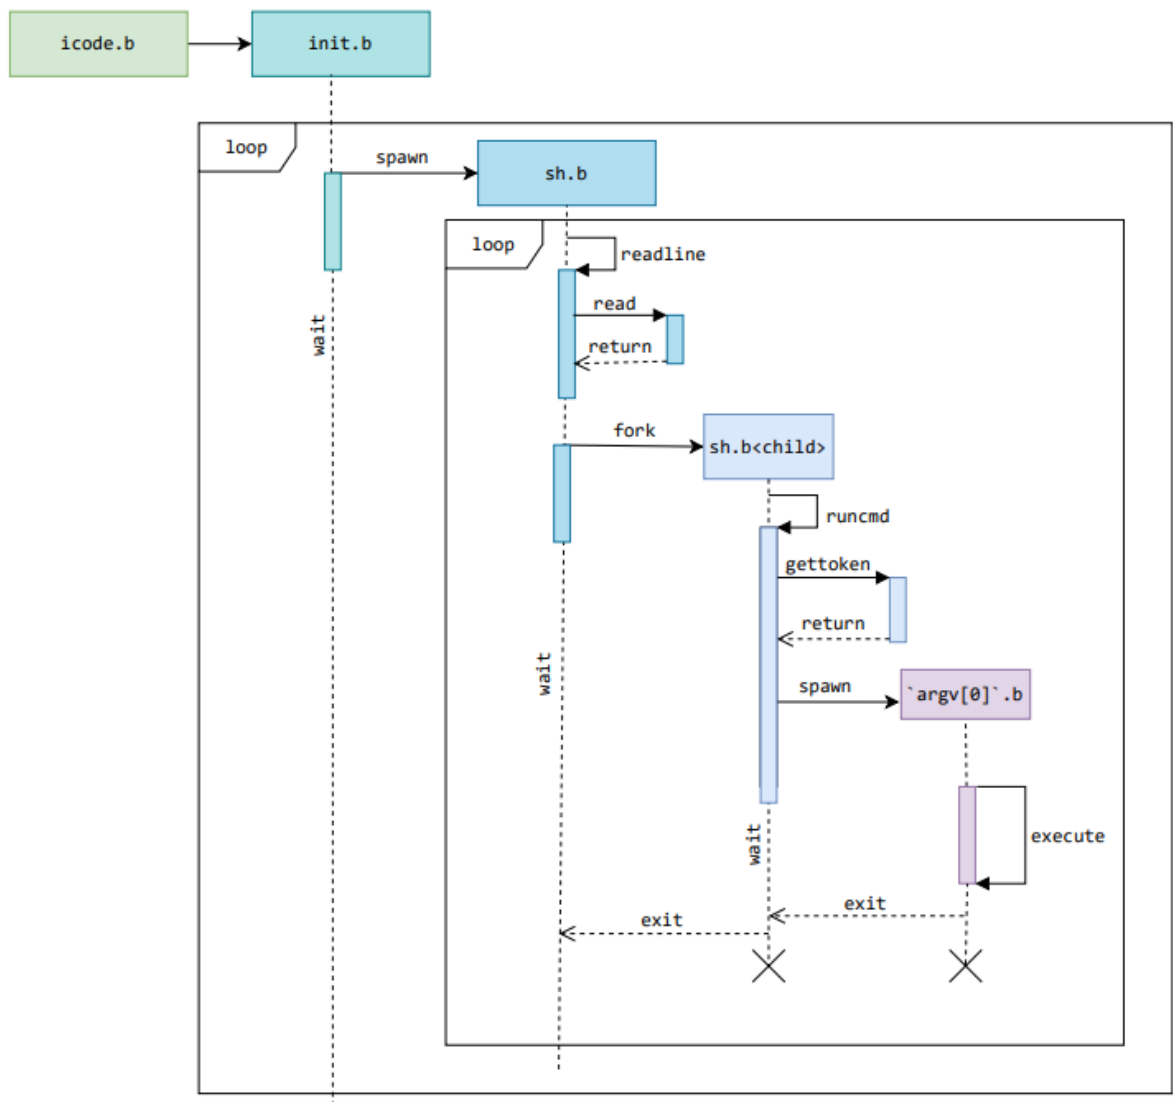 icode.b
init.b
loop
spawn
sh.b
loop
readline
read
wait
return
fork
sh.b<child>
runcmd
gettoken
return
wait
spawn
`argv[0]`.b
wait
execute
exit
exit